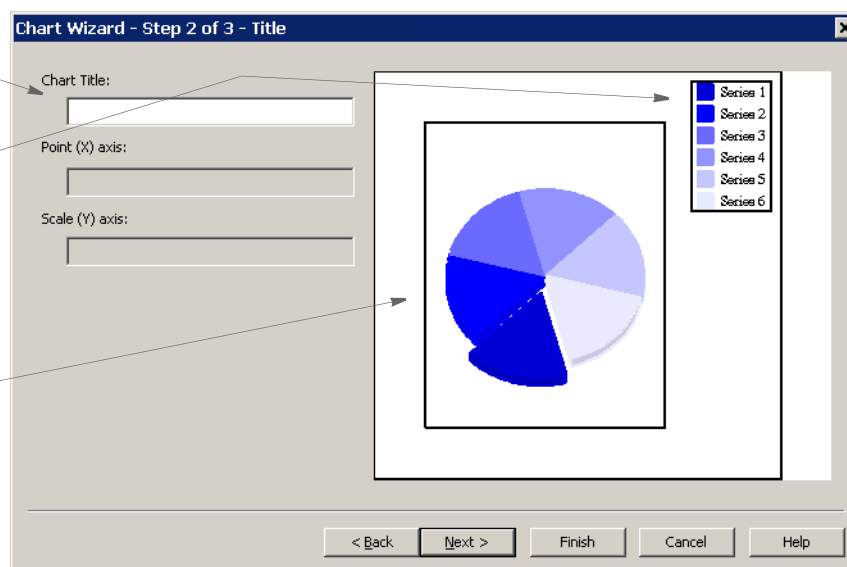 Chart Wizard - Step 2 of 3 - Title
Chart Title:
Point (X) axis:
Scale (Y) axis:
Series 1
Series 2
Series 3
Series 4
Series 5
Series 6
< Back
Next >
Finish
Cancel
Help